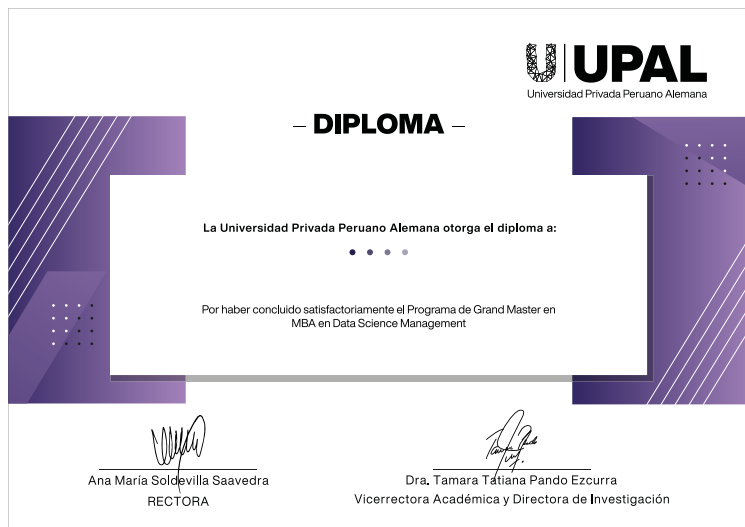 UPAL
Universidad Privada Peruano Alemana
– DIPLOMA –
La Universidad Privada Peruano Alemana otorga el diploma a:
Por haber concluido satisfactoriamente el Programa de Grand Master en
MBA en Data Science Management
Ana María Soldevilla Saavedra
RECTORA
Dra. Tamara Tatiana Pando Ezcurra
Vicerrectora Académica y Directora de Investigación